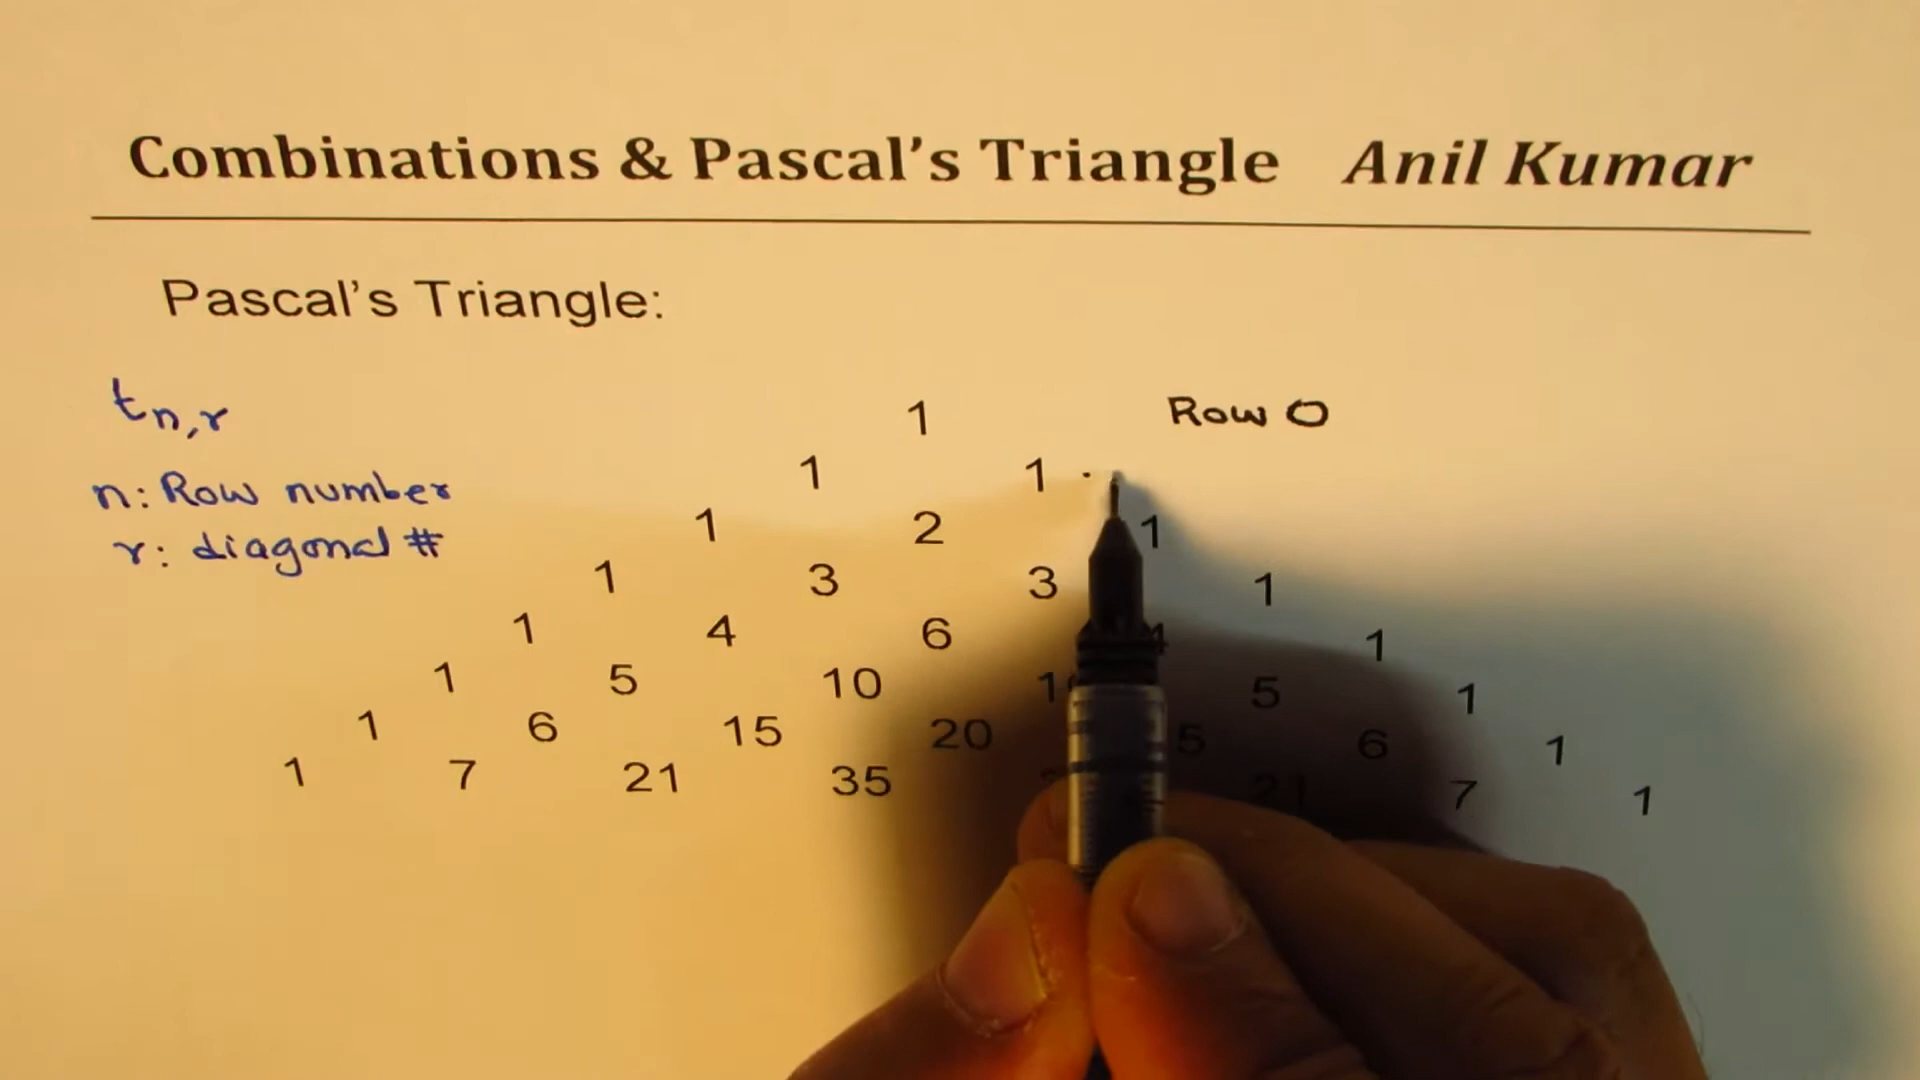 Combinations & Pascal's Triangle Anil Kumar
Pascal's Triangle:
tn,r
n: Row number
r: diagonal #
1 Row 0
1 1
1 2 1
1 3 3 1
1 4 6 4 1
1 5 10 5 1
1 6 15 20 6 1
1 7 21 35 21 7 1